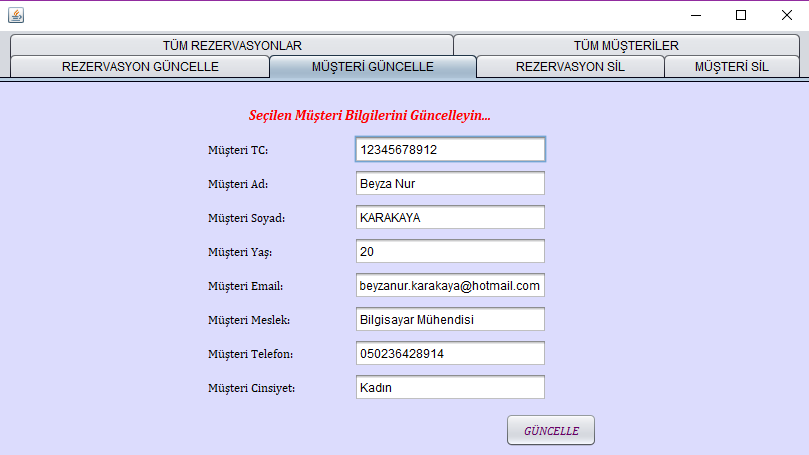 TÜM REZERVASYONLAR TÜM MÜŞTERİLER
REZERVASYON GÜNCELLE MÜŞTERİ GÜNCELLE REZERVASYON SİL MÜŞTERİ SİL
Seçilen Müşteri Bilgilerini Güncelleyin...
Müşteri TC: 12345678912
Müşteri Ad: Beyza Nur
Müşteri Soyad: KARAKAYA
Müşteri Yaş: 20
Müşteri Email: beyzanur.karakaya@hotmail.com
Müşteri Meslek: Bilgisayar Mühendisi
Müşteri Telefon: 050236428914
Müşteri Cinsiyet: Kadın
GÜNCELLE